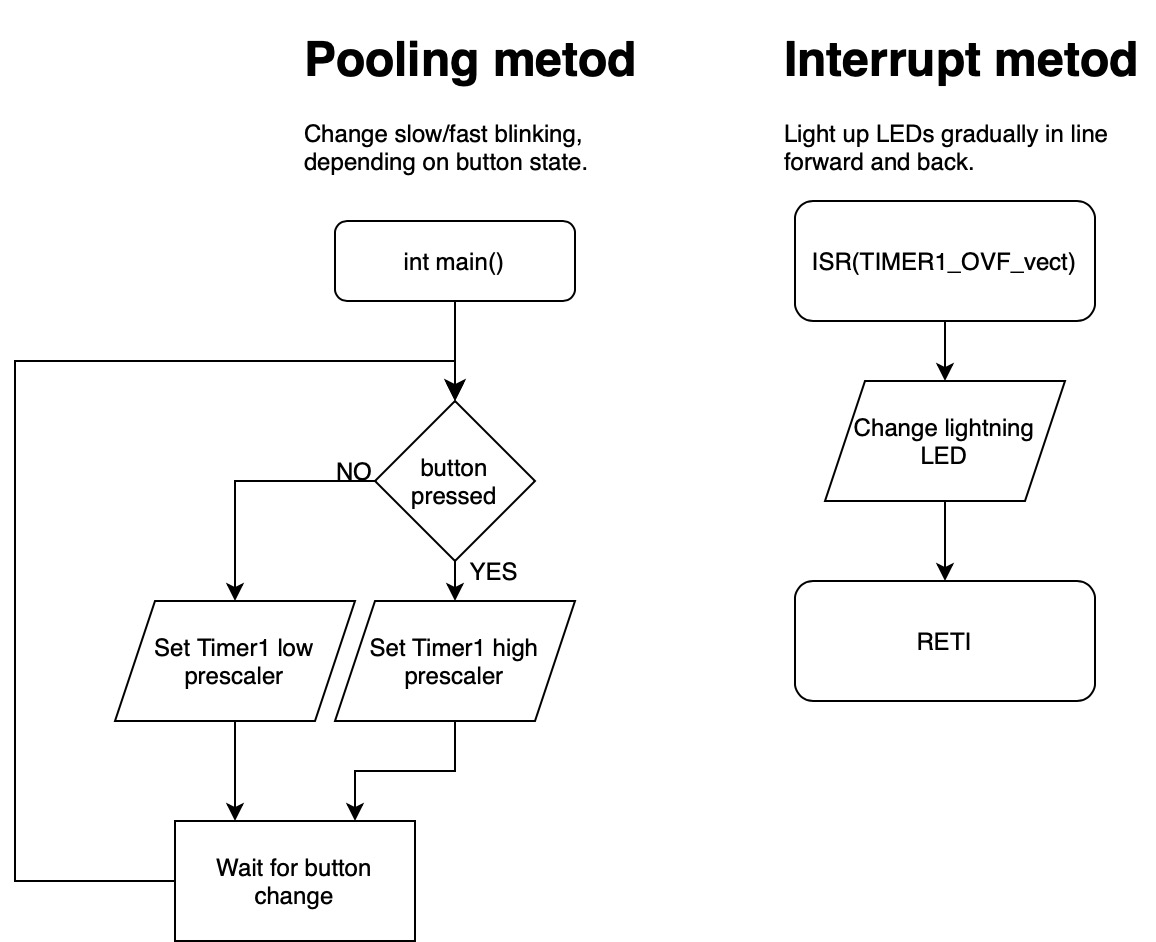 Pooling metod
Change slow/fast blinking,
depending on button state.
int main()
button
pressed
NO
YES
Set Timer1 low
prescaler
Set Timer1 high
prescaler
Wait for button
change
Interrupt metod
Light up LEDs gradually in line
forward and back.
ISR(TIMER1_OVF_vect)
Change lightning
LED
RETI